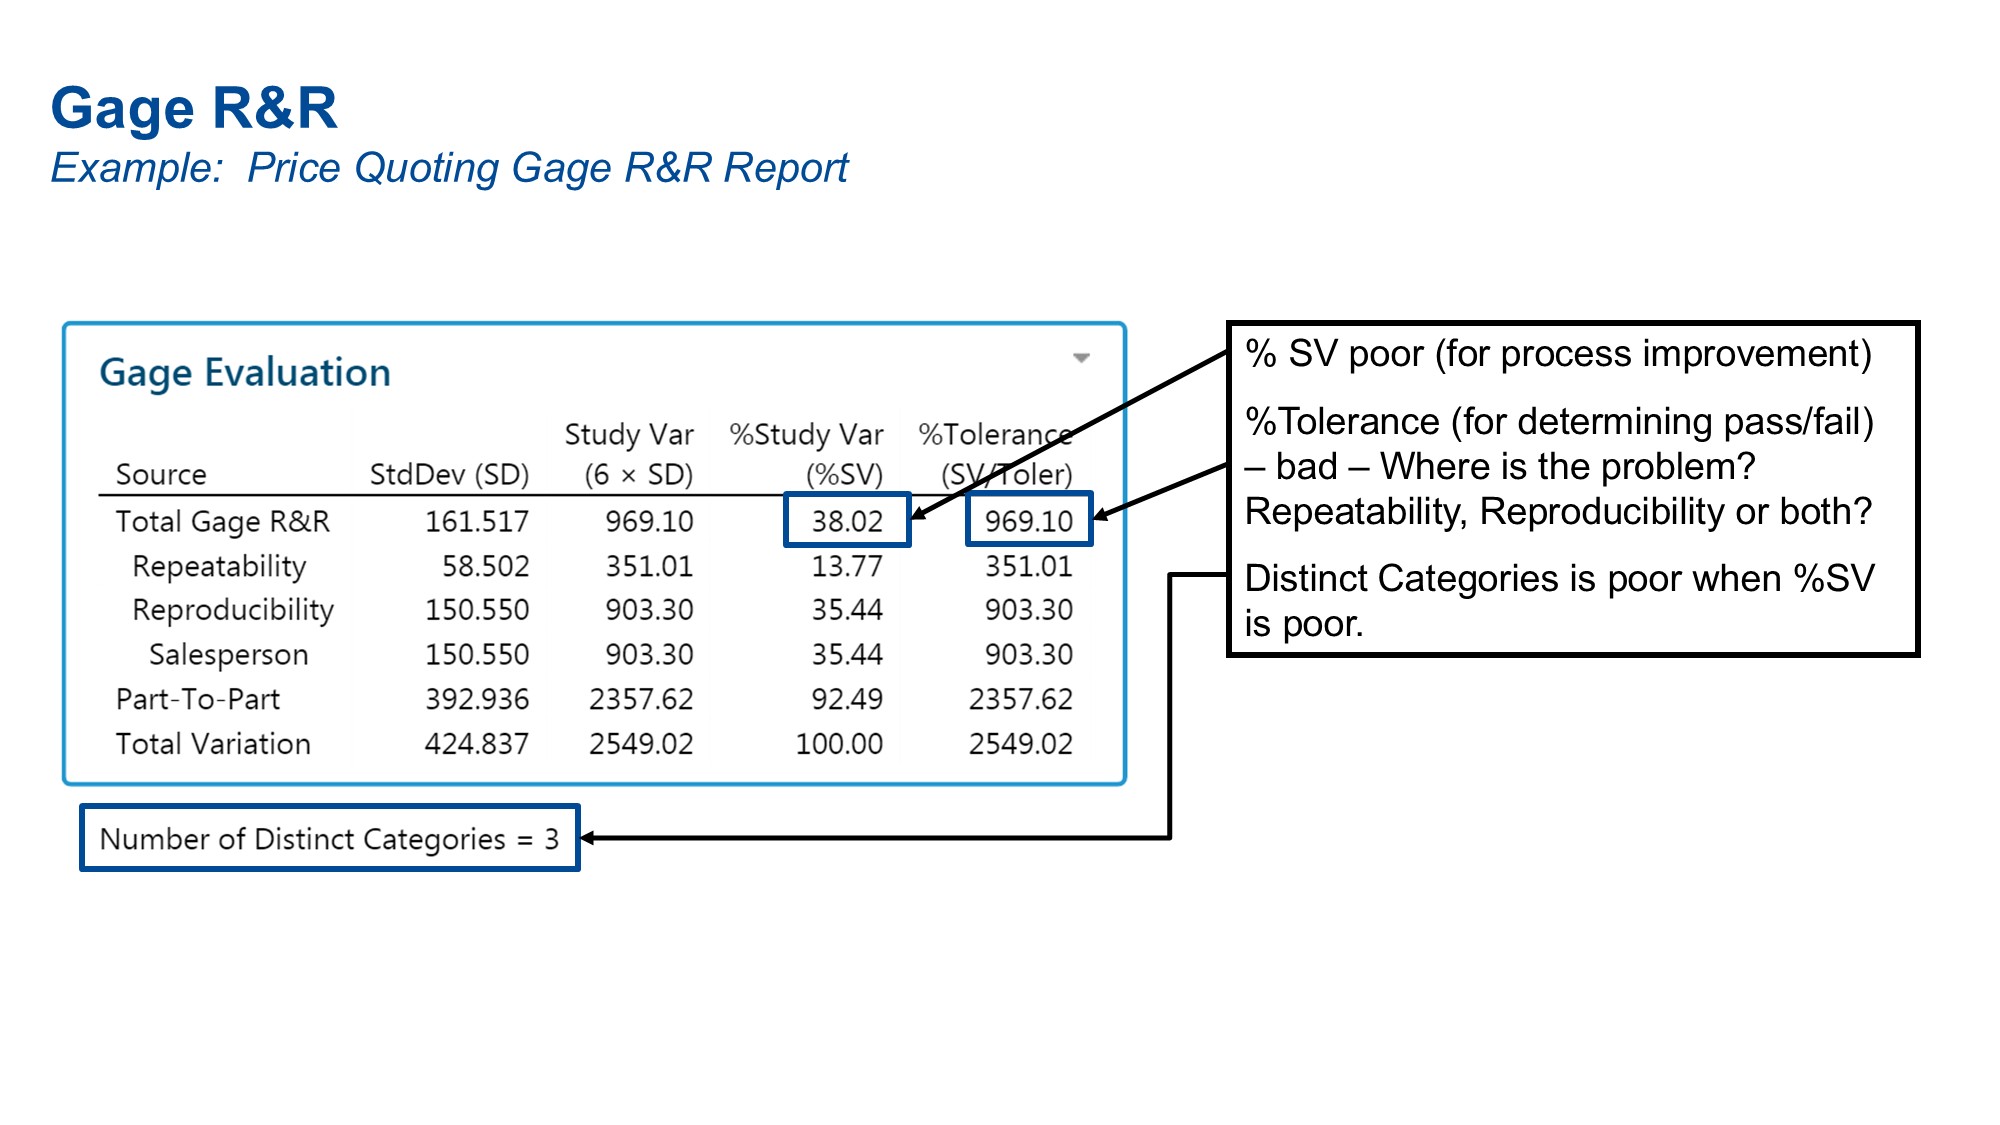 Gage R&R
Example:  Price Quoting Gage R&R Report
Gage Evaluation
Study Var %Study Var %Tolerance
Source StdDev (SD) (6 × SD) (%SV) (SV/Toler)
Total Gage R&R 161.517 969.10 38.02 969.10
Repeatability 58.502 351.01 13.77 351.01
Reproducibility 150.550 903.30 35.44 903.30
Salesperson 150.550 903.30 35.44 903.30
Part-To-Part 392.936 2357.62 92.49 2357.62
Total Variation 424.837 2549.02 100.00 2549.02
Number of Distinct Categories = 3
% SV poor (for process improvement)
%Tolerance (for determining pass/fail)
– bad – Where is the problem?
Repeatability, Reproducibility or both?
Distinct Categories is poor when %SV
is poor.